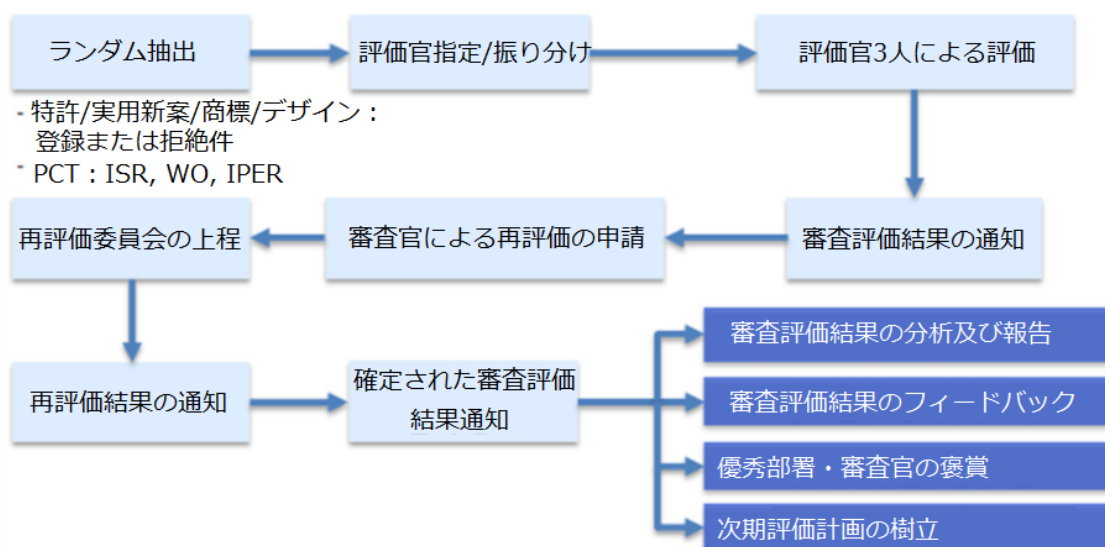 ランダム抽出
評価官指定/振り分け
評価官3人による評価
- 特許/実用新案/商標/デザイン：
登録または拒絶件
- PCT：ISR, WO, IPER
再評価委員会の上程
審査官による再評価の申請
審査評価結果の通知
再評価結果の通知
確定された審査評価
結果通知
審査評価結果の分析及び報告
審査評価結果のフィードバック
優秀部署・審査官の褒賞
次期評価計画の樹立